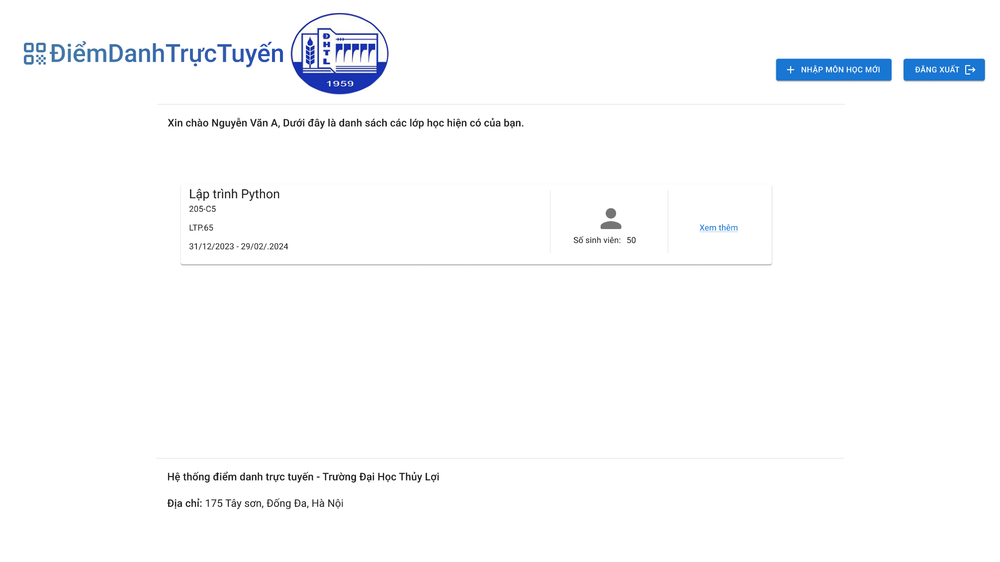 ĐiểmDanhTrựcTuyến
ĐHTL
1959
NHẬP MÔN HỌC MỚI
ĐĂNG XUẤT
Xin chào Nguyễn Văn A, Dưới đây là danh sách các lớp học hiện có của bạn.
Lập trình Python
205-C5
LTP.65
31/12/2023 - 29/02/.2024
Số sinh viên: 50
Xem thêm
Hệ thống điểm danh trực tuyến - Trường Đại Học Thủy Lợi
Địa chỉ: 175 Tây sơn, Đống Đa, Hà Nội